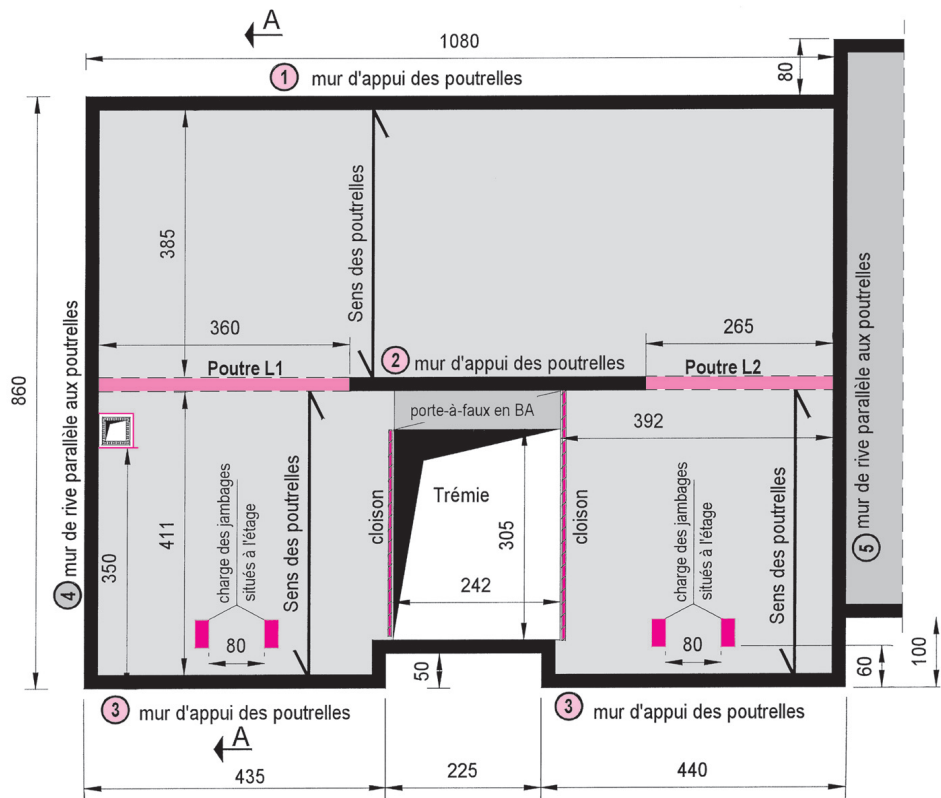 A
1080
1 mur d'appui des poutrelles
80
860
385
Sens des poutrelles
360
265
Poutre L1
2 mur d'appui des poutrelles
Poutre L2
porte-à-faux en BA
392
4 mur de rive parallèle aux poutrelles
5 mur de rive parallèle aux poutrelles
350
411
charge des jambages
situés à l'étage
80
Sens des poutrelles
cloison
Trémie
305
242
cloison
charge des jambages
situés à l'étage
80
Sens des poutrelles
50
60
100
3 mur d'appui des poutrelles
3 mur d'appui des poutrelles
A
435
225
440